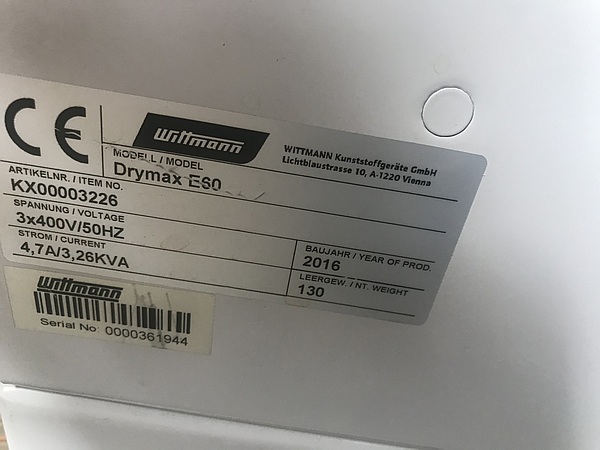 CE
Wittmann
WITTMANN Kunststoffgeräte GmbH
Lichtblaustrasse 10, A-1220 Vienna
MODELL / MODEL
Drymax E60
ARTIKELNR. / ITEM NO.
KX00003226
SPANNUNG / VOLTAGE
3x400V/50HZ
STROM / CURRENT
4,7A/3,26KVA
BAUJAHR / YEAR OF PROD.
2016
LEERGEW. / NT. WEIGHT
130
Wittmann
Serial No: 0000361944